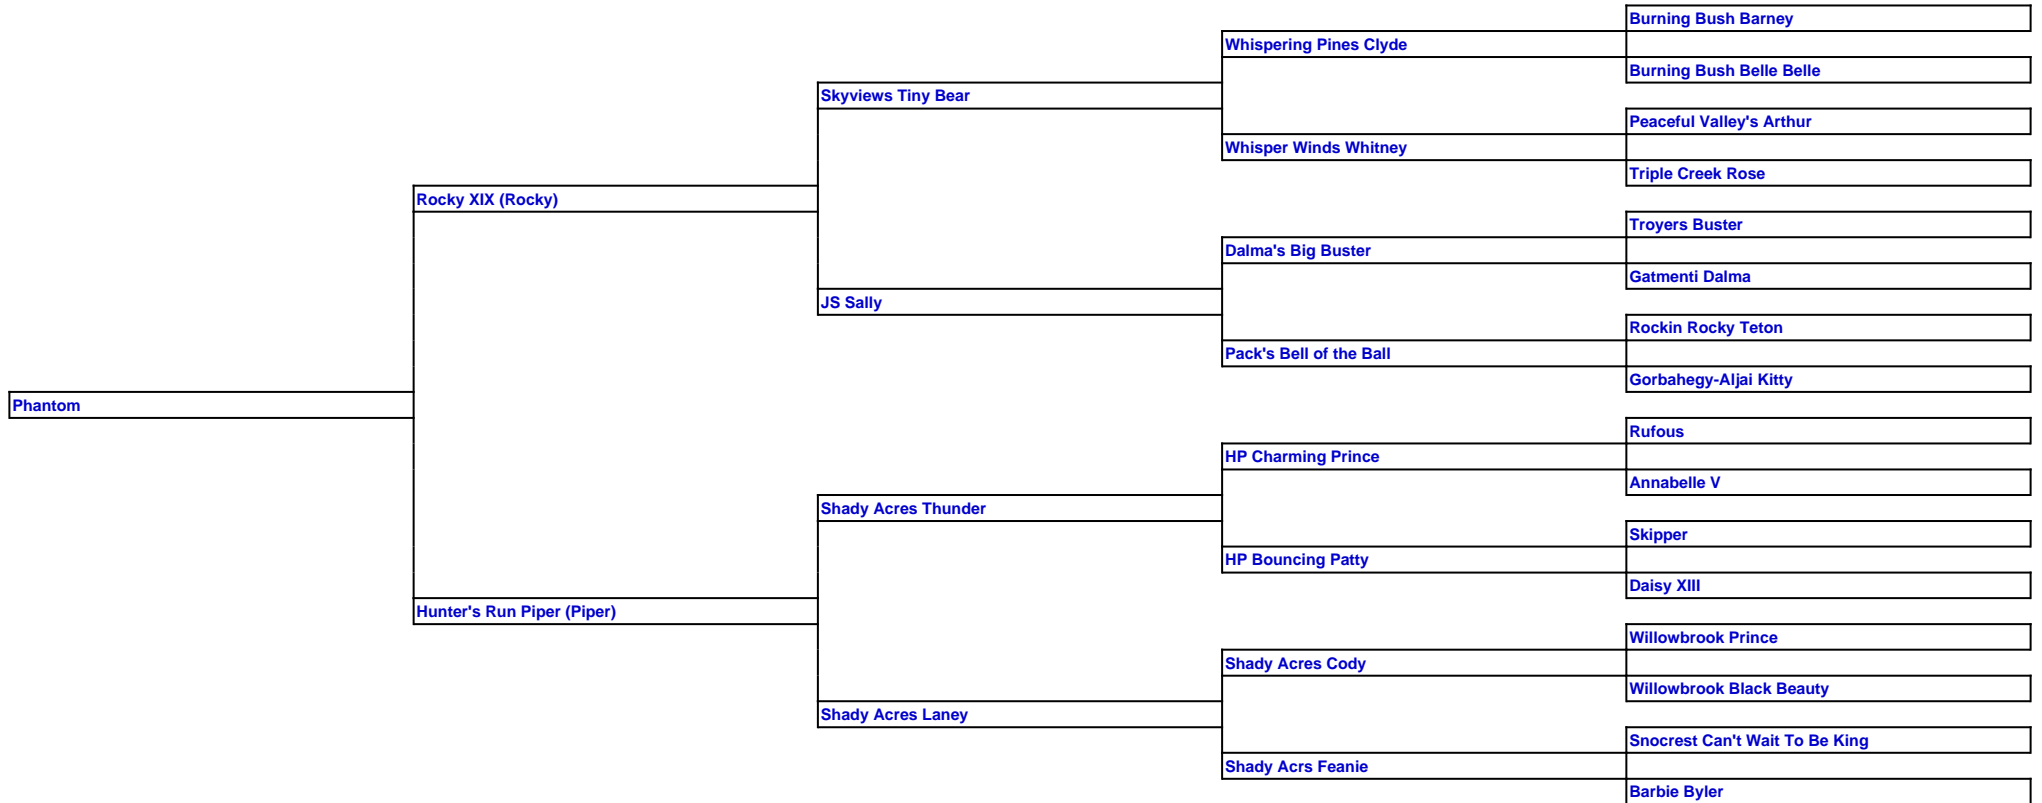 Burning Bush Barney
Whispering Pines Clyde
Burning Bush Belle Belle
Skyviews Tiny Bear
Peaceful Valley's Arthur
Whisper Winds Whitney
Triple Creek Rose
Rocky XIX (Rocky)
Troyers Buster
Dalma's Big Buster
Gatmenti Dalma
JS Sally
Rockin Rocky Teton
Pack's Bell of the Ball
Gorbahegy-Aljai Kitty
Phantom
Rufous
HP Charming Prince
Annabelle V
Shady Acres Thunder
Skipper
HP Bouncing Patty
Daisy XIII
Hunter's Run Piper (Piper)
Willowbrook Prince
Shady Acres Cody
Willowbrook Black Beauty
Shady Acres Laney
Snocrest Can't Wait To Be King
Shady Acrs Feanie
Barbie Byler